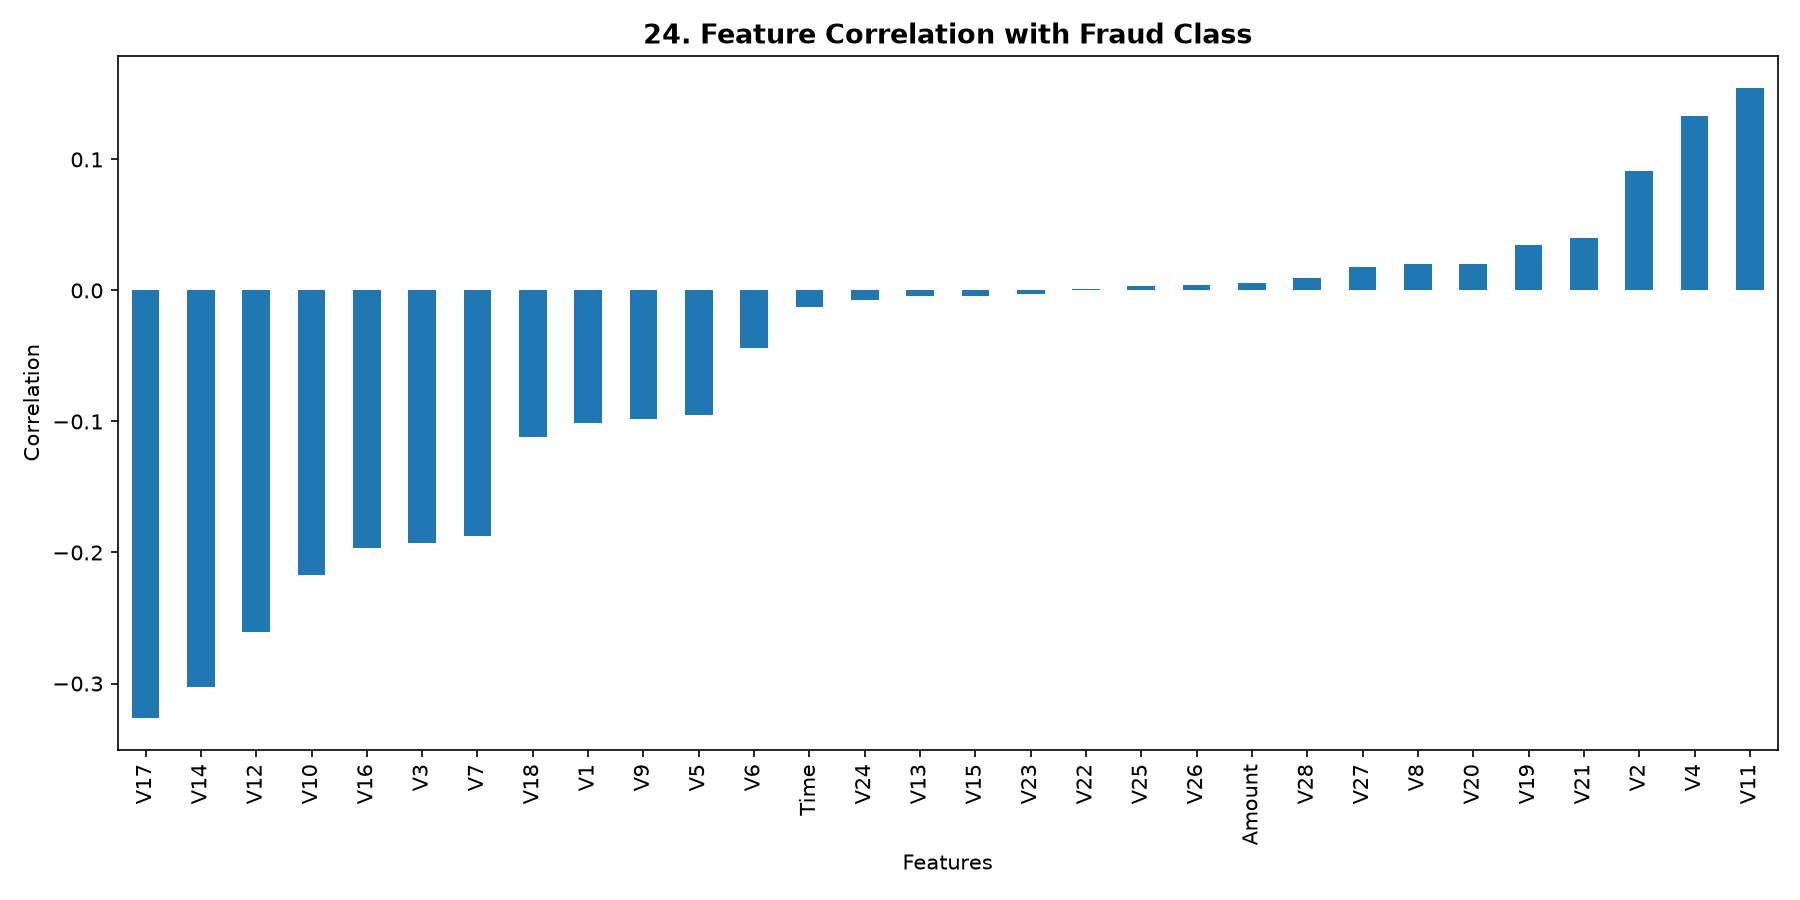 24. Feature Correlation with Fraud Class
Correlation
0.1
0.0
−0.1
−0.2
−0.3
V17 V14 V12 V10 V16 V3 V7 V18 V1 V9 V5 V6 Time V24 V13 V15 V23 V22 V25 V26 Amount V28 V27 V8 V20 V19 V21 V2 V4 V11
Features